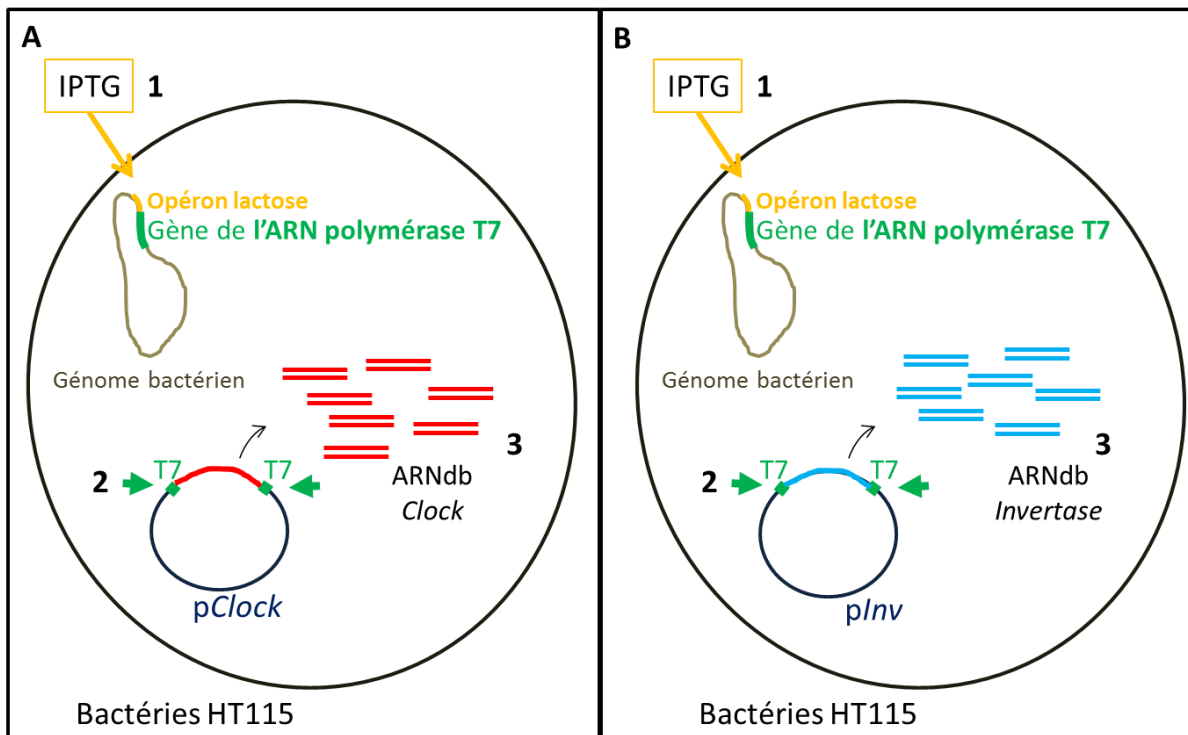 A
IPTG 1
Opéron lactose
Gène de l'ARN polymérase T7
Génome bactérien
3
2 T7 T7
ARNdb
Clock
pClock
Bactéries HT115
B
IPTG 1
Opéron lactose
Gène de l'ARN polymérase T7
Génome bactérien
3
2 T7 T7
ARNdb
Invertase
pInv
Bactéries HT115